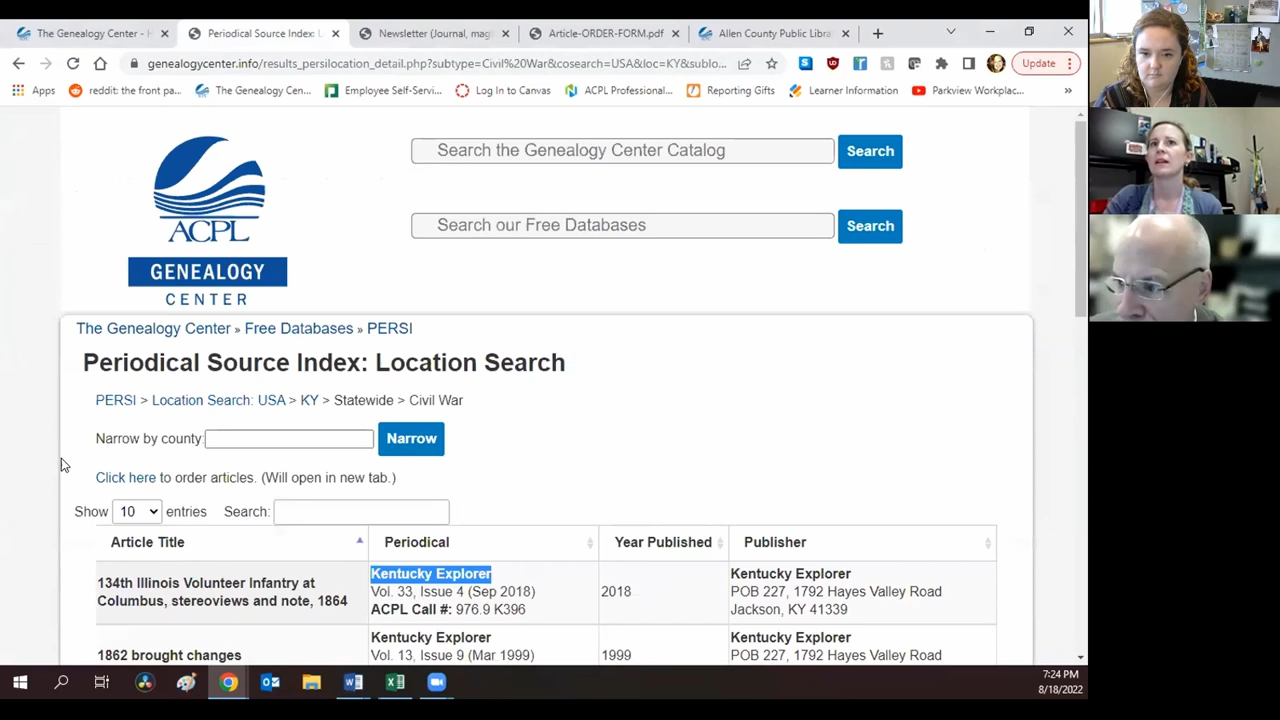 The Genealogy Center - H
Periodical Source Index: L
Newsletter (Journal, mag
Article-ORDER-FORM.pdf
Allen County Public Libra
genealogycenter.info/results_persilocation_detail.php?subtype=Civil%20War&cosearch=USA&loc=KY&sublo...
Update
Apps
reddit: the front pa...
The Genealogy Cen...
Employee Self-Servi...
Log In to Canvas
ACPL Professional...
Reporting Gifts
Learner Information
Parkview Workplac...
»
ACPL
GENEALOGY
CENTER
Search the Genealogy Center Catalog
Search
Search our Free Databases
Search
The Genealogy Center » Free Databases » PERSI
Periodical Source Index: Location Search
PERSI > Location Search: USA > KY > Statewide > Civil War
Narrow by county:
Narrow
Click here to order articles. (Will open in new tab.)
Show 10 entries Search:
Article Title
Periodical
Year Published
Publisher
134th Illinois Volunteer Infantry at
Columbus, stereoviews and note, 1864
Kentucky Explorer
Vol. 33, Issue 4 (Sep 2018)
ACPL Call #: 976.9 K396
2018
Kentucky Explorer
POB 227, 1792 Hayes Valley Road
Jackson, KY 41339
1862 brought changes
Kentucky Explorer
Vol. 13, Issue 9 (Mar 1999)
1999
Kentucky Explorer
POB 227, 1792 Hayes Valley Road
7:24 PM
8/18/2022